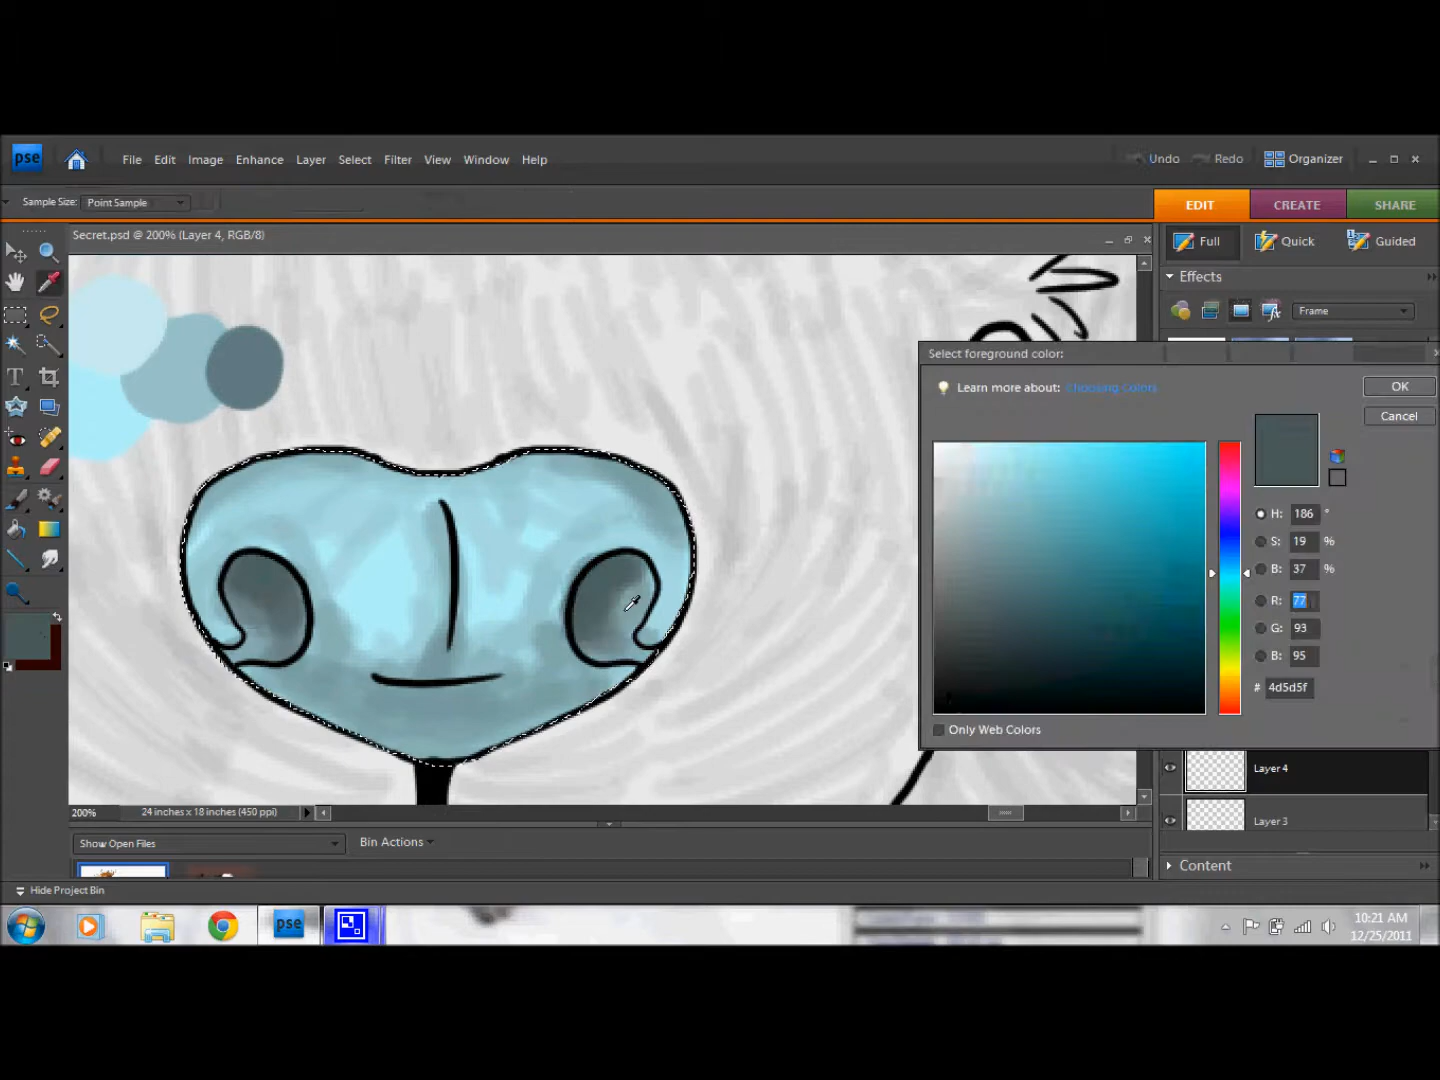 pse File Edit Image Enhance Layer Select Filter View Window Help Undo Redo Organizer
Sample Size: Point Sample EDIT CREATE SHARE
Secret.psd @ 200% (Layer 4, RGB/8) Full Quick Guided
Effects
Frame
Select foreground color:
Learn more about: Choosing Colors OK
Cancel
H: 186 °
S: 19 %
B: 37 %
R: 77
G: 93
B: 95
# 4d5d5f
Only Web Colors
Layer 4
200% 24 inches x 18 inches (450 ppi)
Layer 3
Show Open Files Bin Actions
Content
Hide Project Bin
pse 10:21 AM
12/25/2011